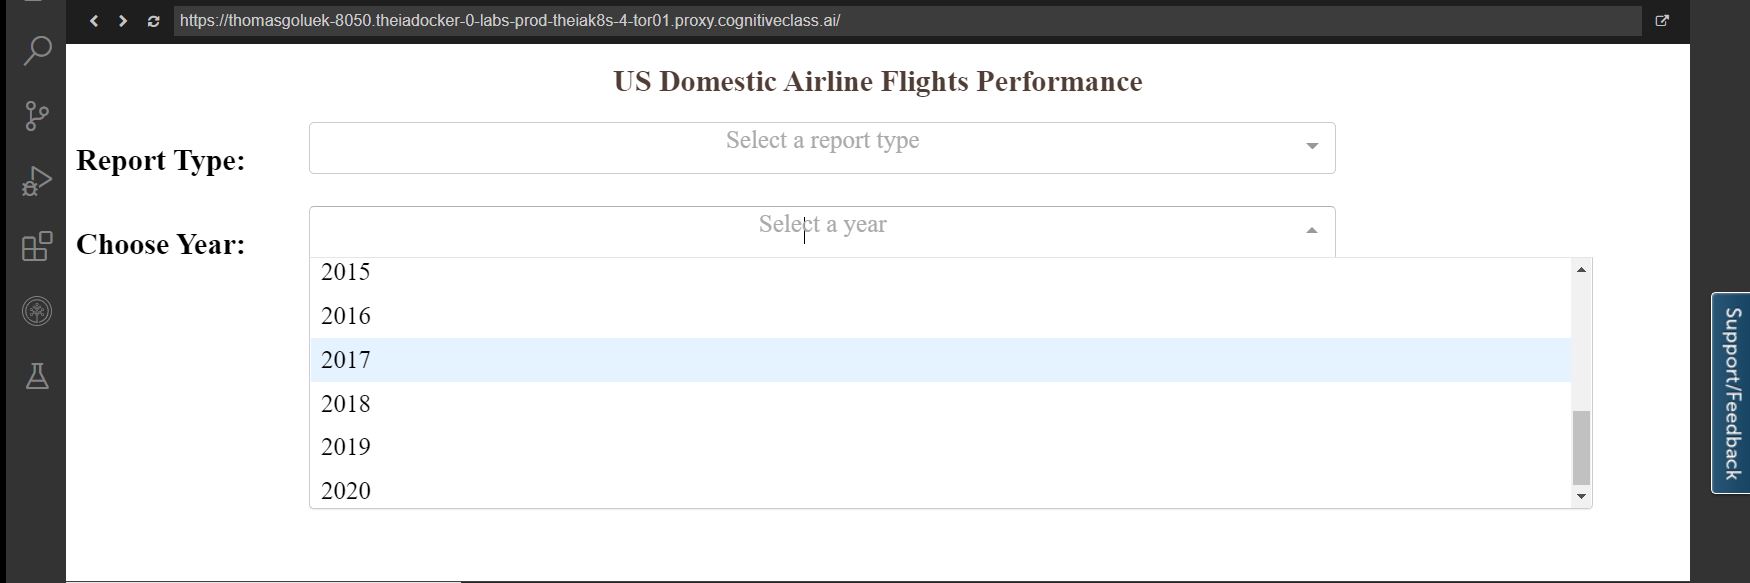 https://thomasgoluek-8050.theiadocker-0-labs-prod-theiak8s-4-tor01.proxy.cognitiveclass.ai/
US Domestic Airline Flights Performance
Report Type:
Select a report type
Choose Year:
Select a year
2015
2016
2017
2018
2019
2020
Support/Feedback